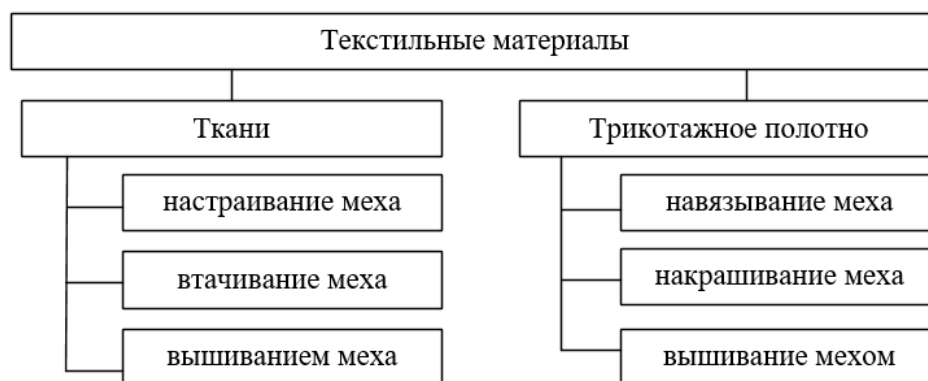 Текстильные материалы
Ткани
настраивание меха
втачивание меха
вышиванием меха
Трикотажное полотно
навязывание меха
накрашивание меха
вышивание мехом